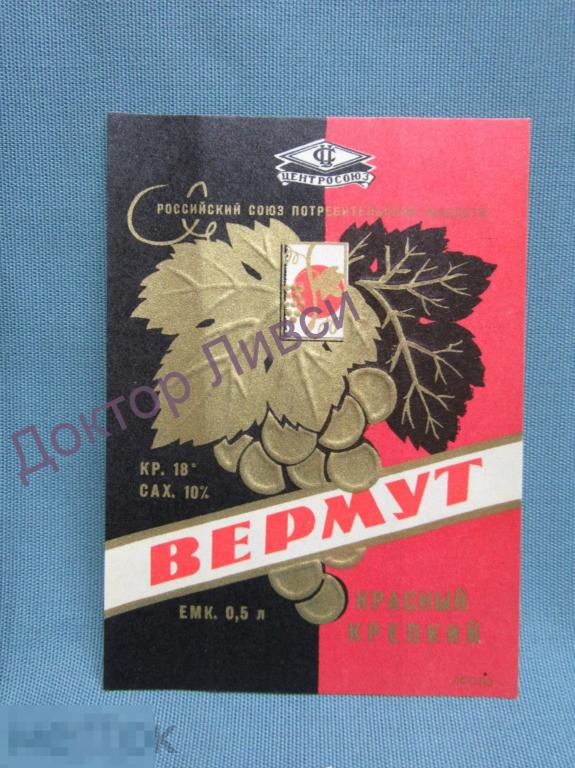 ЦЕНТРОСОЮЗ
РОССИЙСКИЙ СОЮЗ ПОТРЕБИТЕЛЬСКИХ ОБЩЕСТВ
Доктор Ливси
КР. 18°
САХ. 10%
ВЕРМУТ
ЕМК. 0,5 л
КРАСНЫЙ
КРЕПКИЙ